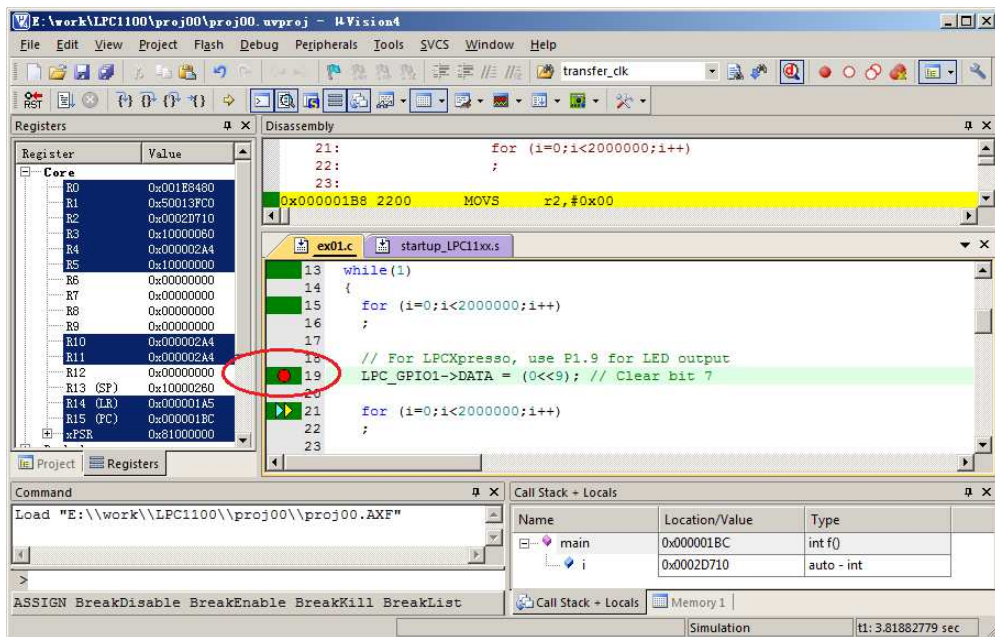 E:\work\LPC1100\proj00\proj00.uvproj - µVision4
File Edit View Project Flash Debug Peripherals Tools SVCS Window Help
transfer_clk
RST
Registers
Register Value
Core
R0 0x001E8480
R1 0x50013FC0
R2 0x0002D710
R3 0x10000060
R4 0x000002A4
R5 0x10000000
R6 0x00000000
R7 0x00000000
R8 0x00000000
R9 0x00000000
R10 0x000002A4
R11 0x000002A4
R12 0x00000000
R13 (SP) 0x10000260
R14 (LR) 0x000001A5
R15 (PC) 0x000001BC
xPSR 0x81000000
Project Registers
Disassembly
21: for (i=0;i<2000000;i++)
22: ;
23:
0x000001B8 2200 MOVS r2,#0x00
ex01.c startup_LPC11xx.s
13 while(1)
14 {
15 for (i=0;i<2000000;i++)
16 ;
17
18 // For LPCXpresso, use P1.9 for LED output
19 LPC_GPIO1->DATA = (0<<9); // Clear bit 7
20
21 for (i=0;i<2000000;i++)
22 ;
23
Command
Load "E:\\work\\LPC1100\\proj00\\proj00.AXF"
>
ASSIGN BreakDisable BreakEnable BreakKill BreakList
Call Stack + Locals
Name Location/Value Type
main 0x000001BC int f()
i 0x0002D710 auto - int
Call Stack + Locals Memory 1
Simulation t1: 3.81882779 sec